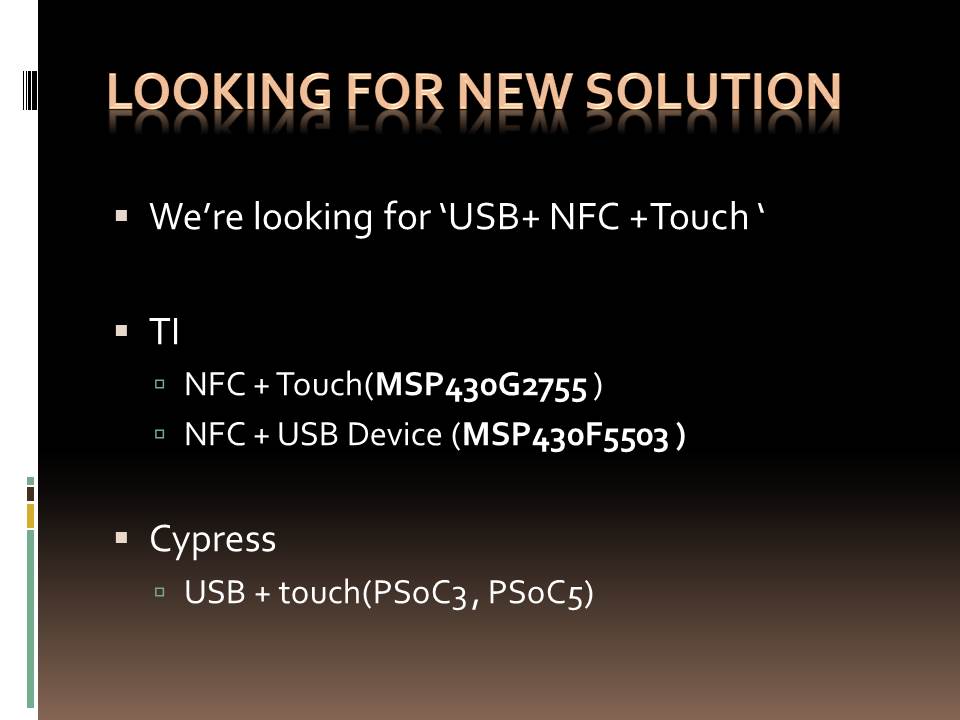 LOOKING FOR NEW SOLUTION
We’re looking for ‘USB+ NFC +Touch ‘
TI
NFC + Touch(MSP430G2755 )
NFC + USB Device (MSP430F5503 )
Cypress
USB + touch(PSoC3 , PSoC5)